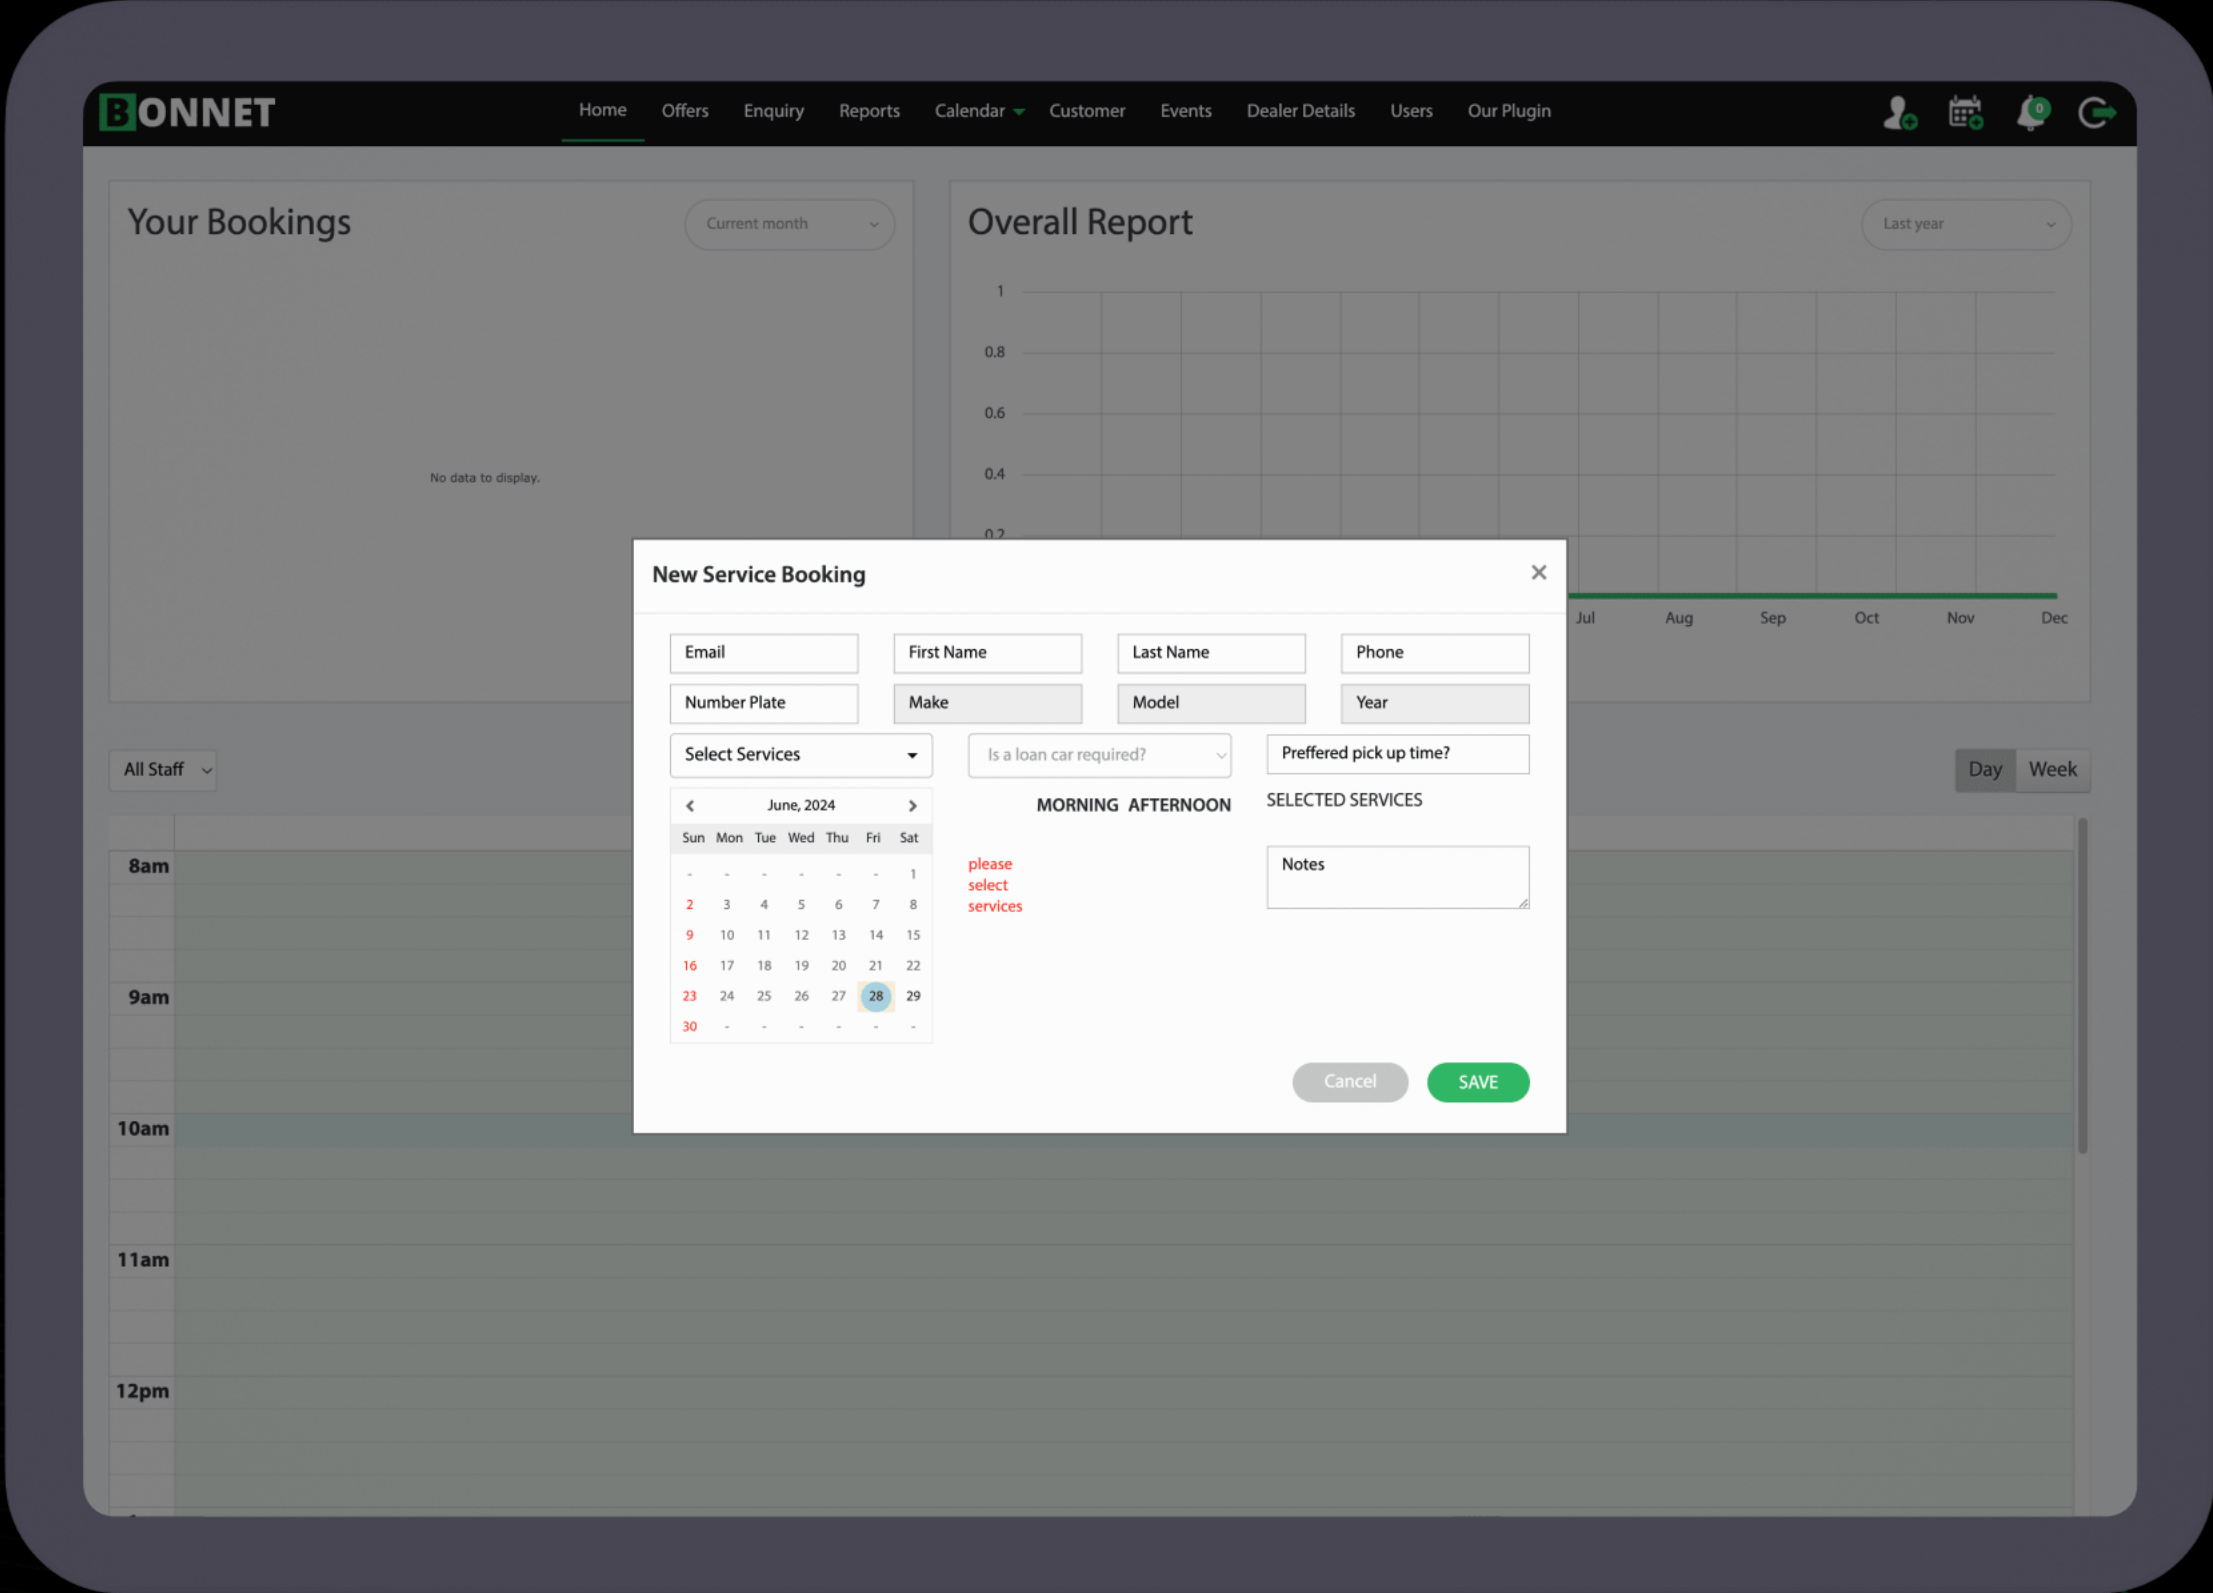 BONNET
Home Offers Enquiry Reports Calendar Customer Events Dealer Details Users Our Plugin
0
Your Bookings
Current month
No data to display.
Overall Report
Last year
1
0.8
0.6
0.4
0.2
Jul Aug Sep Oct Nov Dec
New Service Booking
Email First Name Last Name Phone
Number Plate Make Model Year
Select Services Is a loan car required? Preffered pick up time?
June, 2024
Sun Mon Tue Wed Thu Fri Sat
- - - - - - 1
2 3 4 5 6 7 8
9 10 11 12 13 14 15
16 17 18 19 20 21 22
23 24 25 26 27 28 29
30 - - - - - -
MORNING AFTERNOON
please
select
services
SELECTED SERVICES
Notes
Cancel SAVE
All Staff
Day Week
8am
9am
10am
11am
12pm